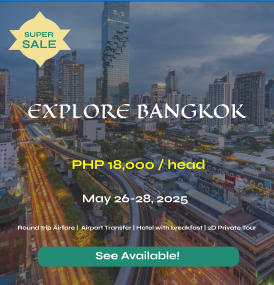 SUPER
SALE
EXPLORE BANGKOK
PHP 18,000 / head
May 26-28, 2025
Round trip Airfare | Airport Transfer | Hotel with breakfast | 2D Private Tour
See Available!